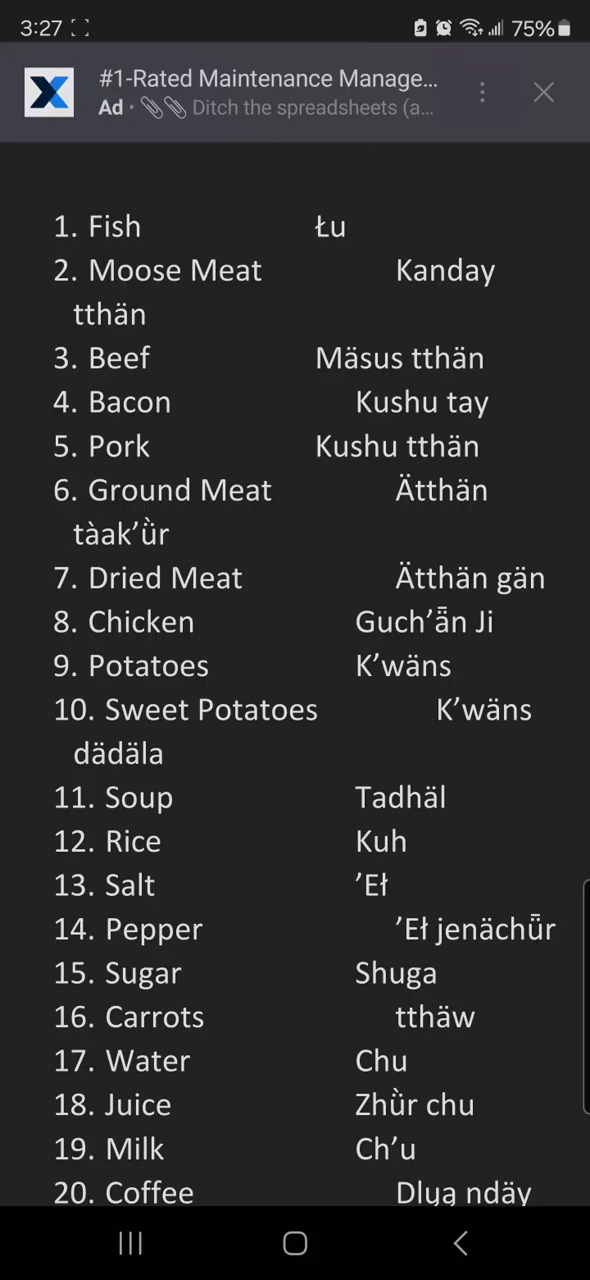 3:27 75%
#1-Rated Maintenance Manage...
Ad · 📎📎 Ditch the spreadsheets (a...
1. Fish Łu
2. Moose Meat Kanday
tthän
3. Beef Mäsus tthän
4. Bacon Kushu tay
5. Pork Kushu tthän
6. Ground Meat Ätthän
tàak’ǜr
7. Dried Meat Ätthän gän
8. Chicken Guch’ǟn Ji
9. Potatoes K’wäns
10. Sweet Potatoes K’wäns
dädäla
11. Soup Tadhäl
12. Rice Kuh
13. Salt ’Eł
14. Pepper ’Eł jenächǖr
15. Sugar Shuga
16. Carrots tthäw
17. Water Chu
18. Juice Zhǜr chu
19. Milk Ch’u
20. Coffee Dlųą ndäy